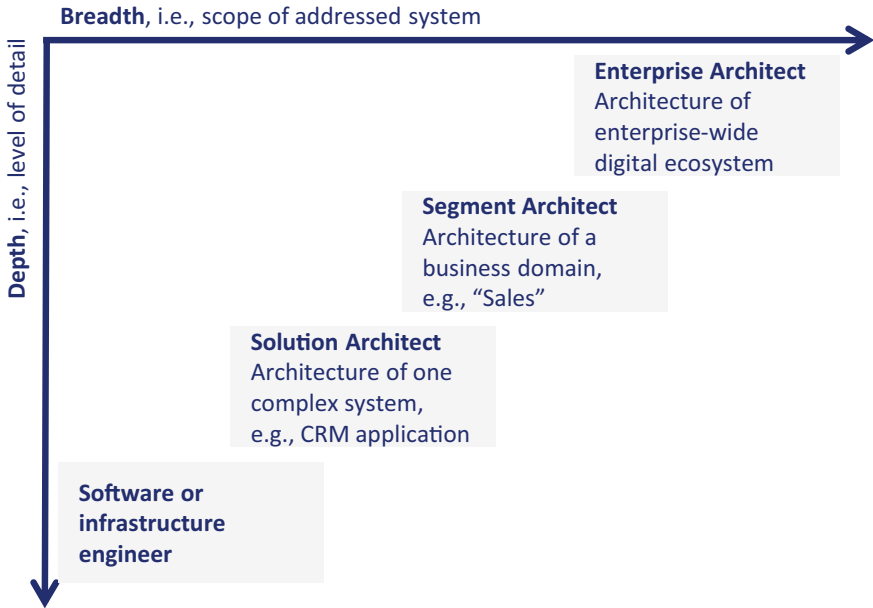 Breadth, i.e., scope of addressed system
Depth, i.e., level of detail
Enterprise Architect
Architecture of
enterprise-wide
digital ecosystem
Segment Architect
Architecture of a
business domain,
e.g., “Sales”
Solution Architect
Architecture of one
complex system,
e.g., CRM application
Software or
infrastructure
engineer